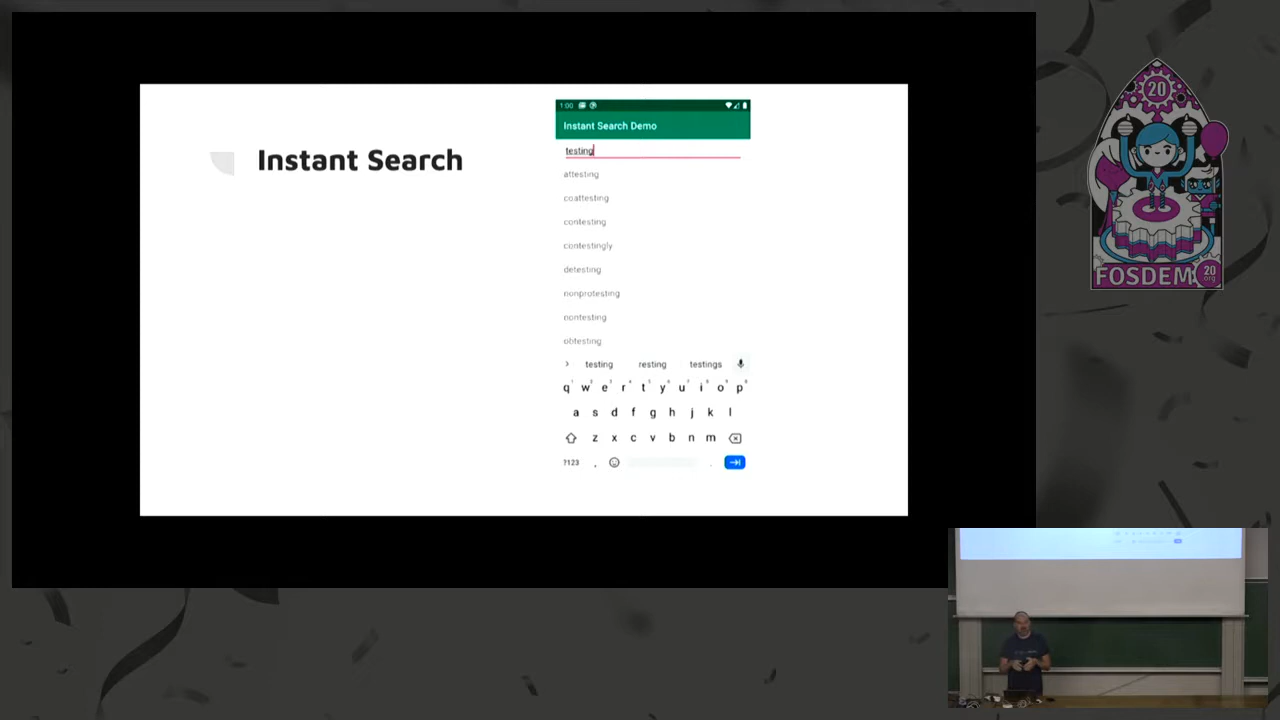 Instant Search
1:00
Instant Search Demo
testing
attesting
coattesting
contesting
contestingly
detesting
nonprotesting
nontesting
obtesting
testing resting testings
q w e r t y u i o p
a s d f g h j k l
z x c v b n m
?123 , .
20
FOSDEM
20
.org